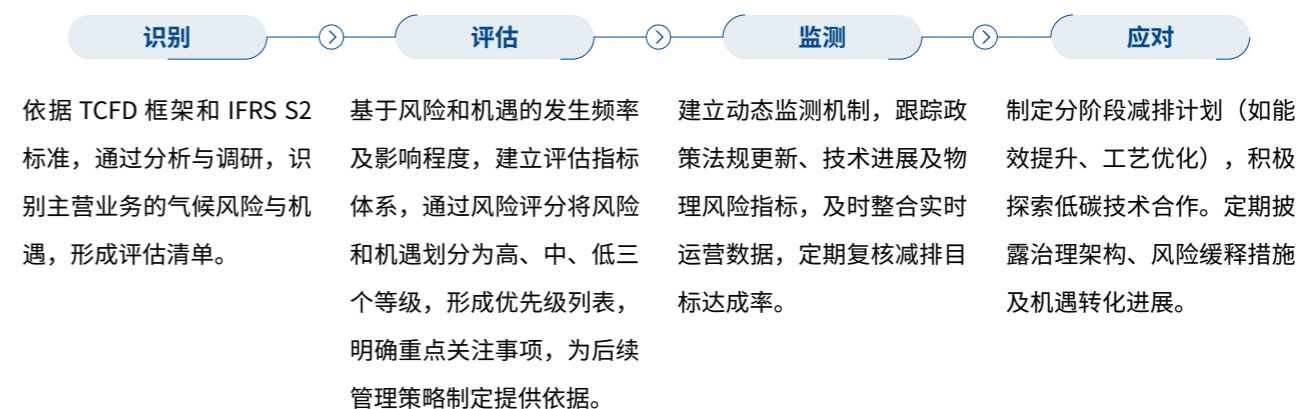 识别
依据 TCFD 框架和 IFRS S2
标准，通过分析与调研，识
别主营业务的气候风险与机
遇，形成评估清单。
评估
基于风险和机遇的发生频率
及影响程度，建立评估指标
体系，通过风险评分将风险
和机遇划分为高、中、低三
个等级，形成优先级列表，
明确重点关注事项，为后续
管理策略制定提供依据。
监测
建立动态监测机制，跟踪政
策法规更新、技术进展及物
理风险指标，及时整合实时
运营数据，定期复核减排目
标达成率。
应对
制定分阶段减排计划（如能
效提升、工艺优化），积极
探索低碳技术合作。定期披
露治理架构、风险缓释措施
及机遇转化进展。